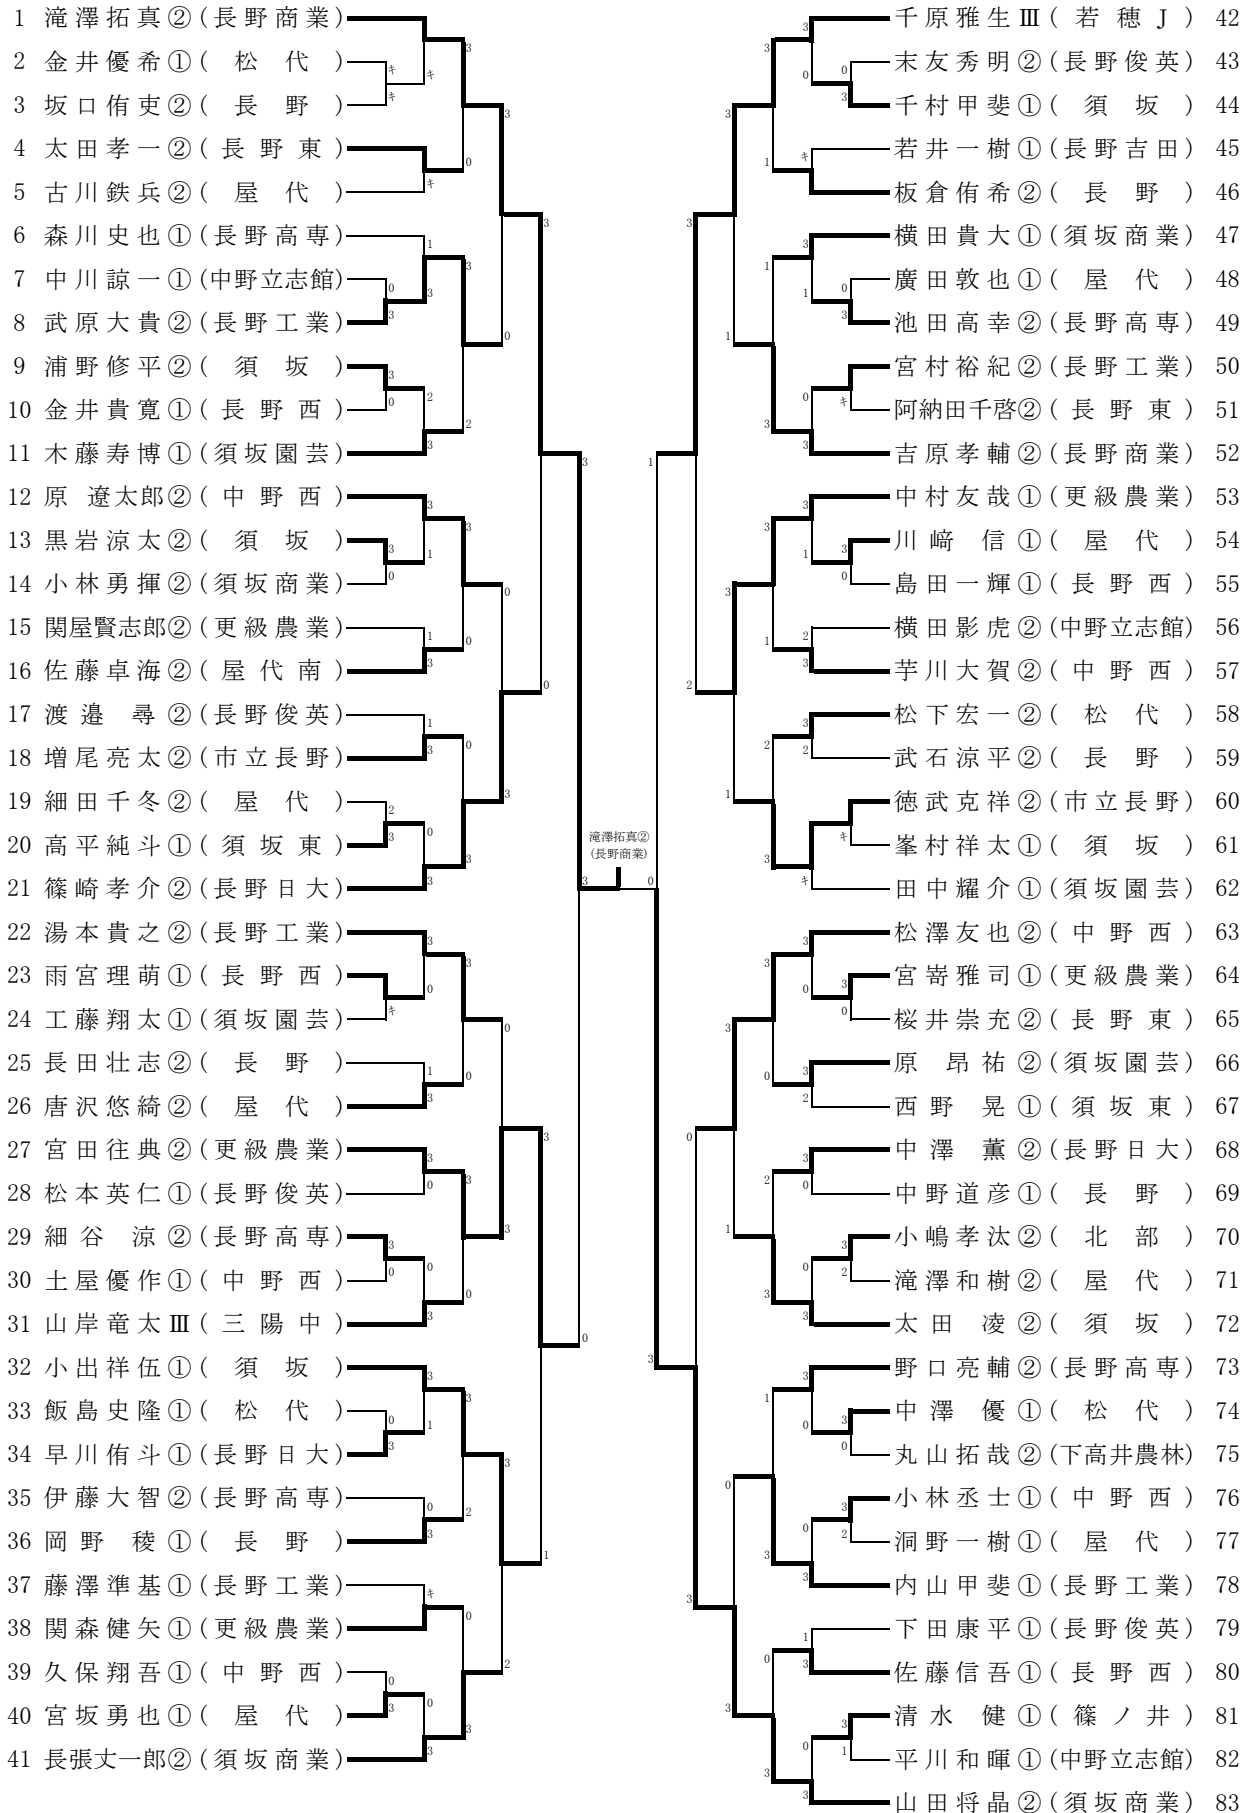 1 滝澤拓真②(長野商業)
2 金井優希①(松代)
3 坂口侑吏②(長野)
4 太田孝一②(長野東)
5 古川鉄兵②(屋代)
6 森川史也①(長野高専)
7 中川諒一①(中野立志館)
8 武原大貴②(長野工業)
9 浦野修平②(須坂)
10 金井貴寛①(長野西)
11 木藤寿博①(須坂園芸)
12 原 遼太郎②(中野西)
13 黒岩涼太②(須坂)
14 小林勇揮②(須坂商業)
15 関屋賢志郎②(更級農業)
16 佐藤卓海②(屋代南)
17 渡邉 尋②(長野俊英)
18 増尾亮太②(市立長野)
19 細田千冬②(屋代)
20 高平純斗①(須坂東)
21 篠崎孝介②(長野日大)
22 湯本貴之②(長野工業)
23 雨宮理萌①(長野西)
24 工藤翔太①(須坂園芸)
25 長田壮志②(長野)
26 唐沢悠綺②(屋代)
27 宮田往典②(更級農業)
28 松本英仁①(長野俊英)
29 細谷 涼②(長野高専)
30 土屋優作①(中野西)
31 山岸竜太Ⅲ(三陽中)
32 小出祥伍①(須坂)
33 飯島史隆①(松代)
34 早川侑斗①(長野日大)
35 伊藤大智②(長野高専)
36 岡野 稜①(長野)
37 藤澤準基①(長野工業)
38 関森健矢①(更級農業)
39 久保翔吾①(中野西)
40 宮坂勇也①(屋代)
41 長張丈一郎②(須坂商業)
滝澤拓真②
(長野商業)
千原雅生Ⅲ(若穂J) 42
末友秀明②(長野俊英) 43
千村甲斐①(須坂) 44
若井一樹①(長野吉田) 45
板倉侑希②(長野) 46
横田貴大①(須坂商業) 47
廣田敦也①(屋代) 48
池田高幸②(長野高専) 49
宮村裕紀②(長野工業) 50
阿納田千啓②(長野東) 51
吉原孝輔②(長野商業) 52
中村友哉①(更級農業) 53
川﨑 信①(屋代) 54
島田一輝①(長野西) 55
横田影虎②(中野立志館) 56
芋川大賀②(中野西) 57
松下宏一②(松代) 58
武石涼平②(長野) 59
徳武克祥②(市立長野) 60
峯村祥太①(須坂) 61
田中耀介①(須坂園芸) 62
松澤友也②(中野西) 63
宮嵜雅司①(更級農業) 64
桜井崇充②(長野東) 65
原 昂祐②(須坂園芸) 66
西野 晃①(須坂東) 67
中澤 薫②(長野日大) 68
中野道彦①(長野) 69
小嶋孝汰②(北部) 70
滝澤和樹②(屋代) 71
太田 凌②(須坂) 72
野口亮輔②(長野高専) 73
中澤 優①(松代) 74
丸山拓哉②(下高井農林) 75
小林丞士①(中野西) 76
洞野一樹①(屋代) 77
内山甲斐①(長野工業) 78
下田康平①(長野俊英) 79
佐藤信吾①(長野西) 80
清水 健①(篠ノ井) 81
平川和暉①(中野立志館) 82
山田将晶②(須坂商業) 83